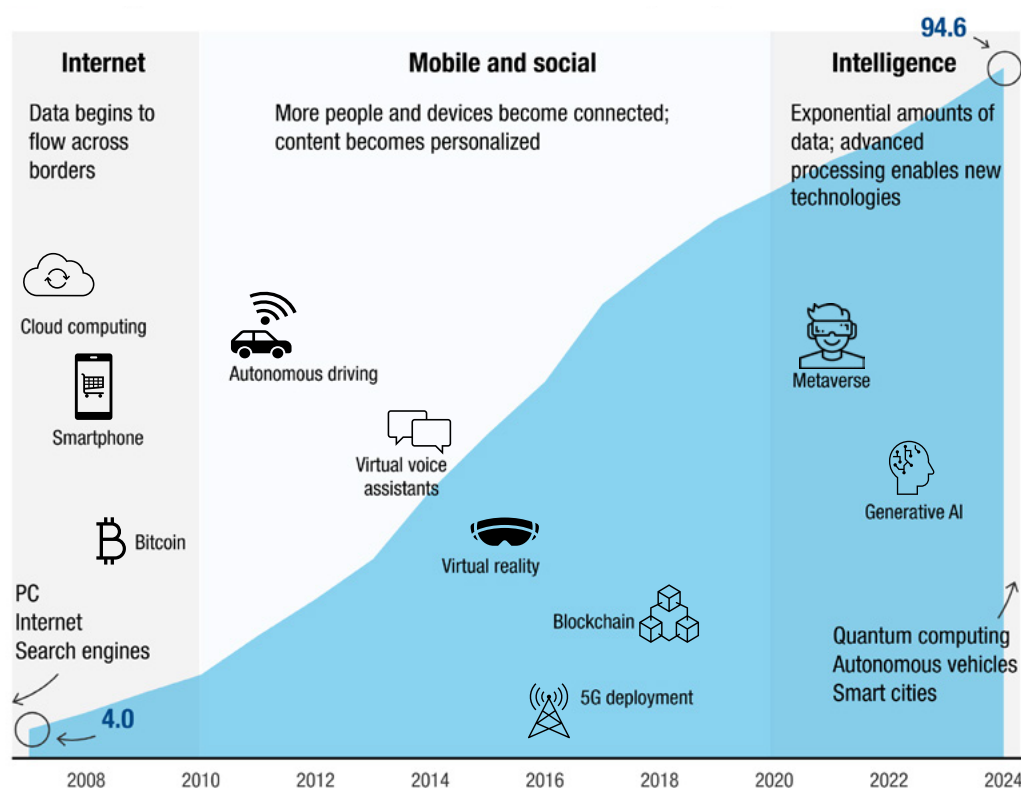 94.6
Internet
Data begins to
flow across
borders
Mobile and social
More people and devices become connected;
content becomes personalized
Intelligence
Exponential amounts of
data; advanced
processing enables new
technologies
Cloud computing
Smartphone
Bitcoin
PC
Internet
Search engines
4.0
Autonomous driving
Virtual voice
assistants
Virtual reality
Blockchain
5G deployment
Metaverse
Generative AI
Quantum computing
Autonomous vehicles
Smart cities
2008
2010
2012
2014
2016
2018
2020
2022
2024